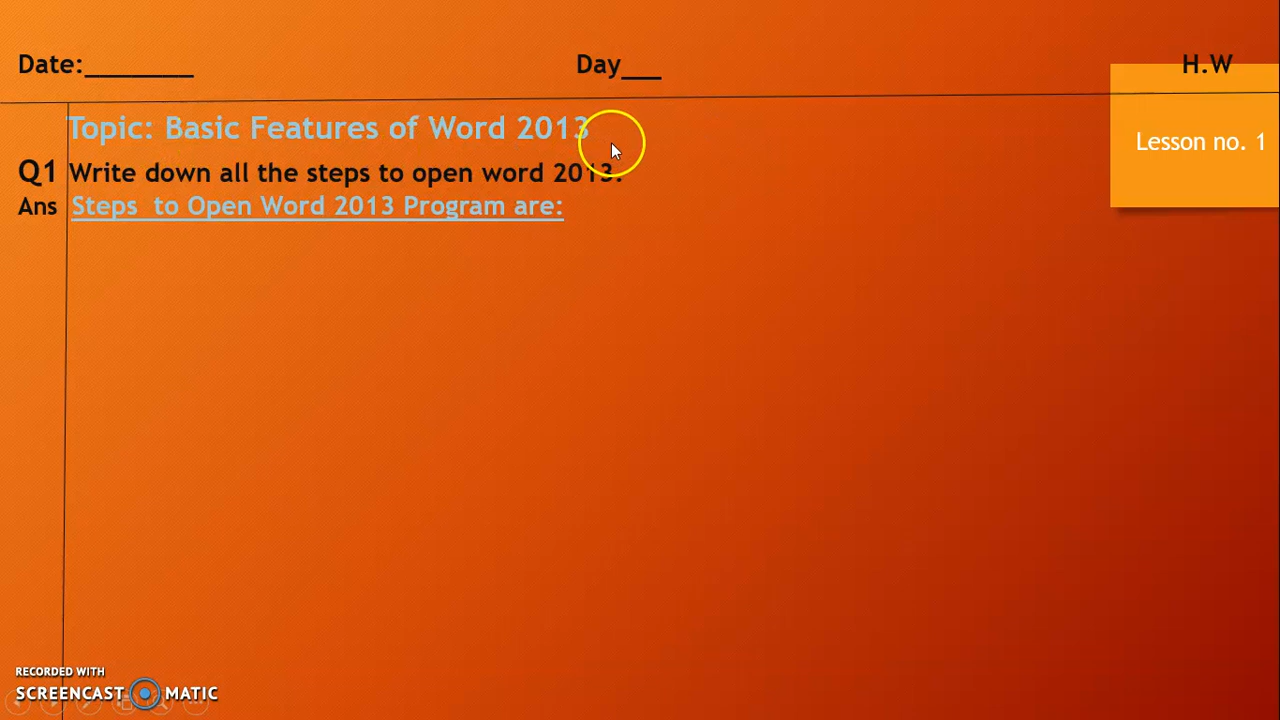 Date:________ Day___ H.W
Lesson no. 1
Topic: Basic Features of Word 2013
Q1 Write down all the steps to open word 2013.
Ans Steps to Open Word 2013 Program are:
RECORDED WITH
SCREENCAST MATIC